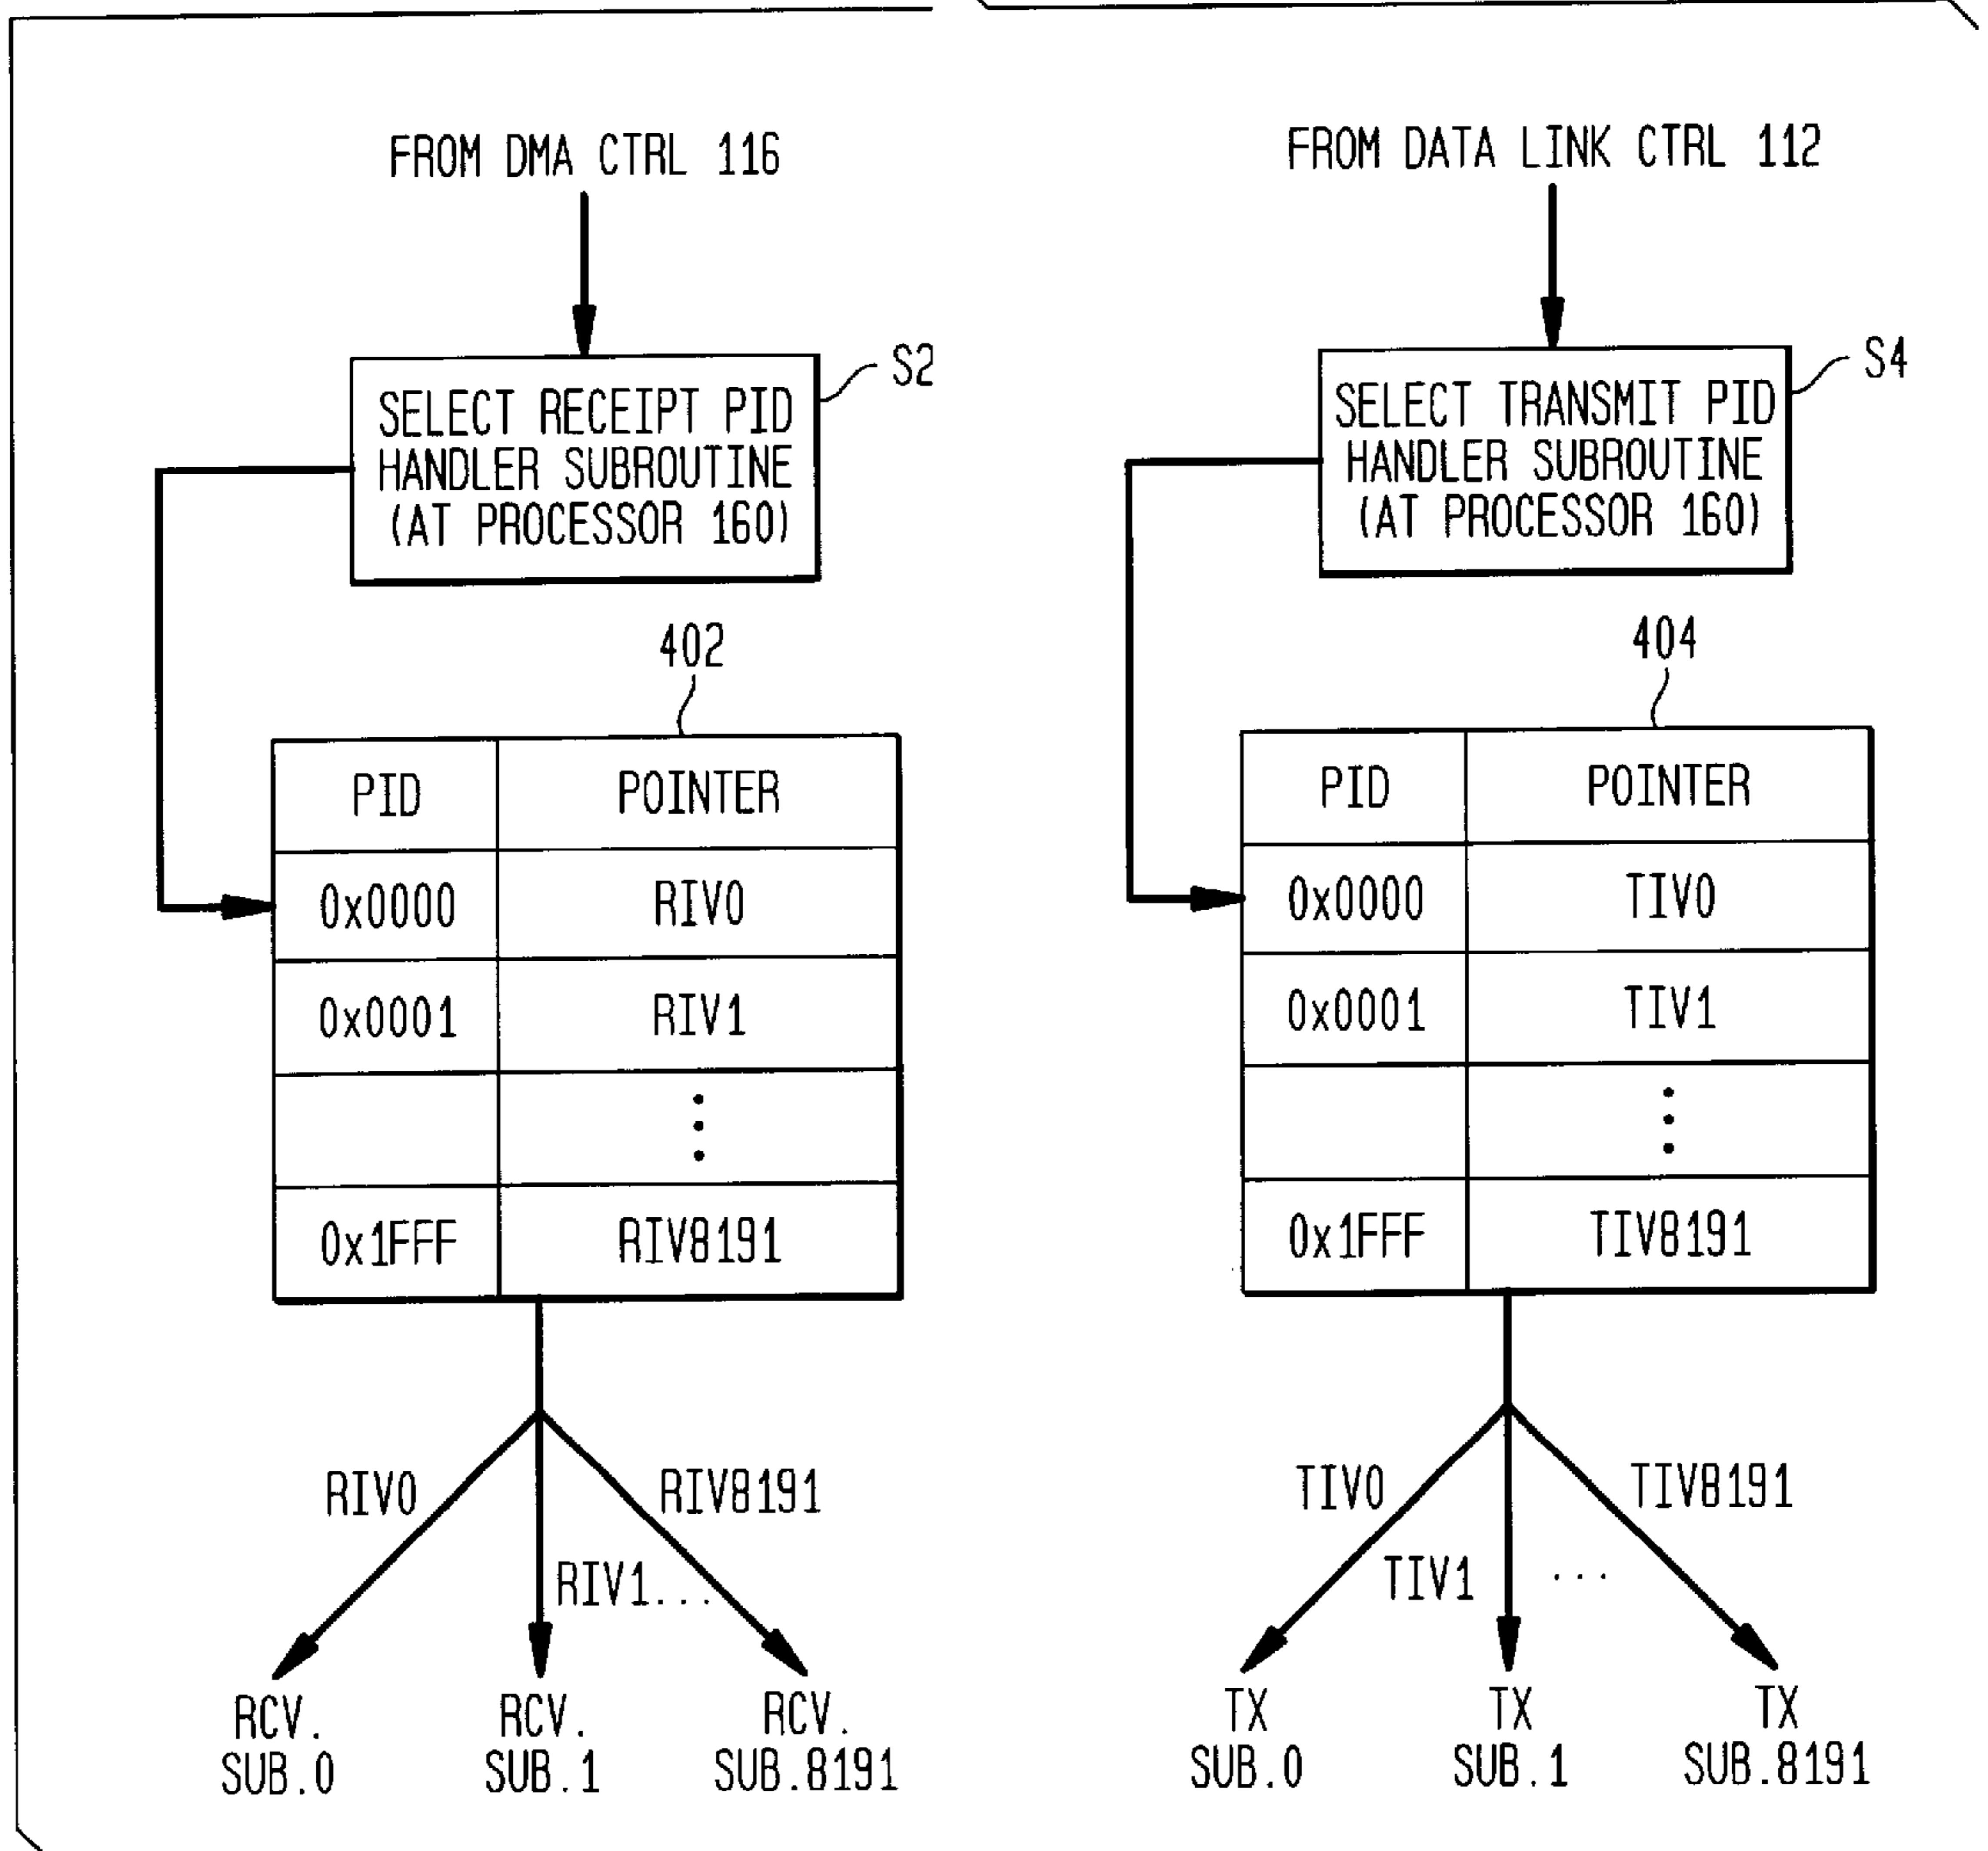 FROM DMA CTRL 116
S2
SELECT RECEIPT PID
HANDLER SUBROUTINE
(AT PROCESSOR 160)
402
PID POINTER
0x0000 RIV0
0x0001 RIV1
0x1FFF RIV8191
RIV0
RIV8191
RIV1...
RCV.
SUB.0
RCV.
SUB.1
RCV.
SUB.8191
FROM DATA LINK CTRL 112
S4
SELECT TRANSMIT PID
HANDLER SUBROUTINE
(AT PROCESSOR 160)
404
PID POINTER
0x0000 TIV0
0x0001 TIV1
0x1FFF TIV8191
TIV0
TIV8191
TIV1 ...
TX
SUB.0
TX
SUB.1
TX
SUB.8191